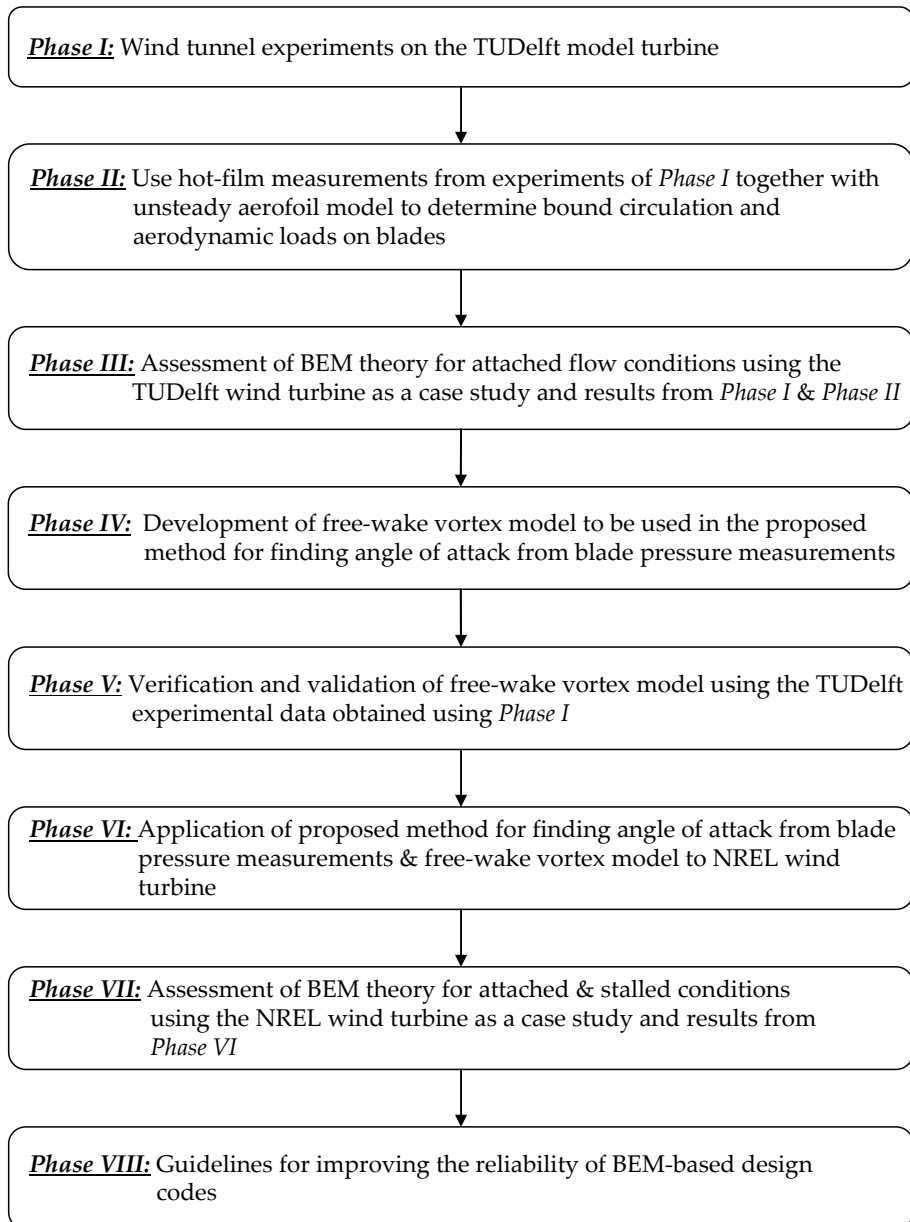 Phase I: Wind tunnel experiments on the TUDelft model turbine
Phase II: Use hot-film measurements from experiments of Phase I together with
unsteady aerofoil model to determine bound circulation and
aerodynamic loads on blades
Phase III: Assessment of BEM theory for attached flow conditions using the
TUDelft wind turbine as a case study and results from Phase I & Phase II
Phase IV: Development of free-wake vortex model to be used in the proposed
method for finding angle of attack from blade pressure measurements
Phase V: Verification and validation of free-wake vortex model using the TUDelft
experimental data obtained using Phase I
Phase VI: Application of proposed method for finding angle of attack from blade
pressure measurements & free-wake vortex model to NREL wind
turbine
Phase VII: Assessment of BEM theory for attached & stalled conditions
using the NREL wind turbine as a case study and results from
Phase VI
Phase VIII: Guidelines for improving the reliability of BEM-based design
codes